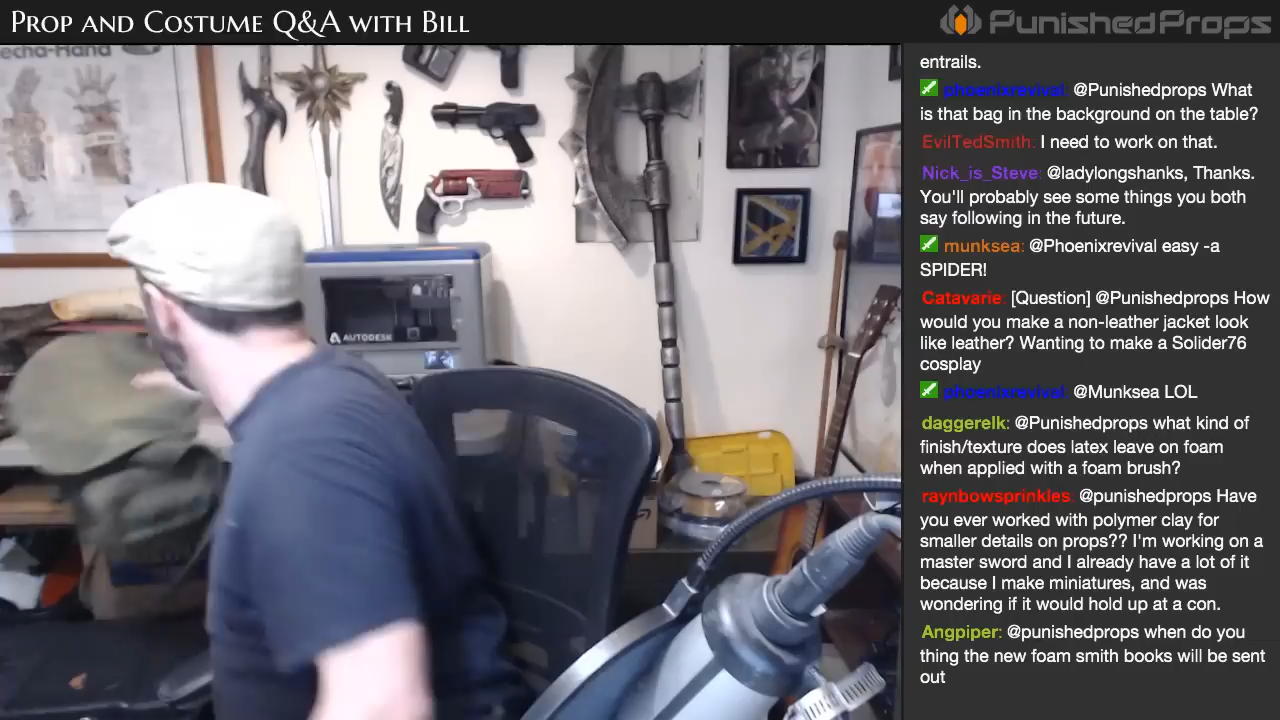 Prop and Costume Q&A with Bill
PunishedProps
echo-Hand
entrails.
phoenixrevival: @Punishedprops What
is that bag in the background on the table?
EvilTedSmith: I need to work on that.
Nick_is_Steve: @ladylongshanks, Thanks.
You'll probably see some things you both
say following in the future.
munksea: @Phoenixrevival easy -a
SPIDER!
Catavarie: [Question] @Punishedprops How
would you make a non-leather jacket look
like leather? Wanting to make a Solider76
cosplay
phoenixrevival: @Munksea LOL
daggerelk: @Punishedprops what kind of
finish/texture does latex leave on foam
when applied with a foam brush?
raynbowsprinkles: @punishedprops Have
you ever worked with polymer clay for
smaller details on props?? I'm working on a
master sword and I already have a lot of it
because I make miniatures, and was
wondering if it would hold up at a con.
Angpiper: @punishedprops when do you
thing the new foam smith books will be sent
out
AUTODESK